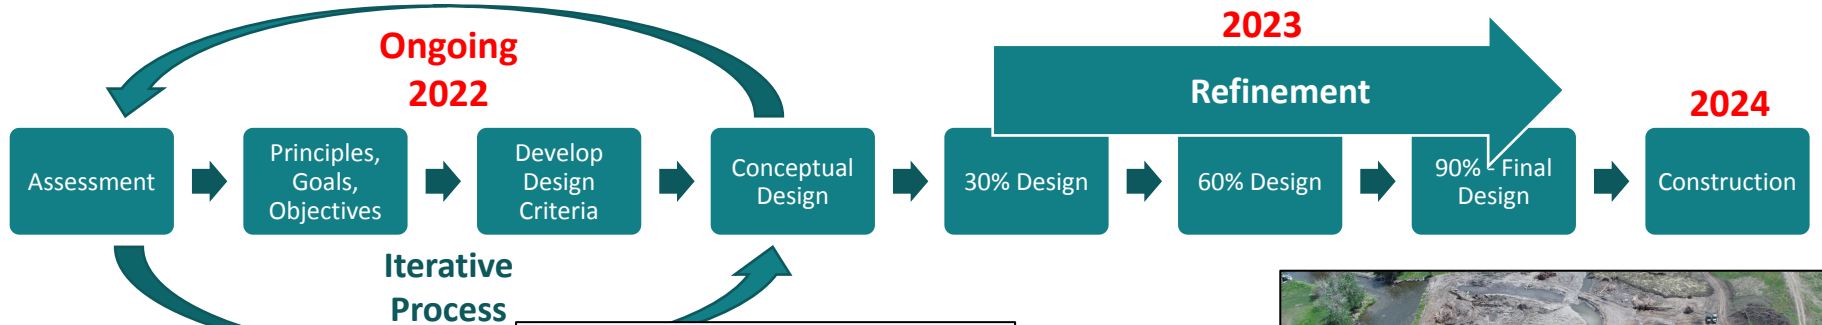 Ongoing
2022
2023
Refinement
2024
Assessment
Principles,
Goals,
Objectives
Develop
Design
Criteria
Conceptual
Design
30% Design
60% Design
90% - Final
Design
Construction
Iterative
Process